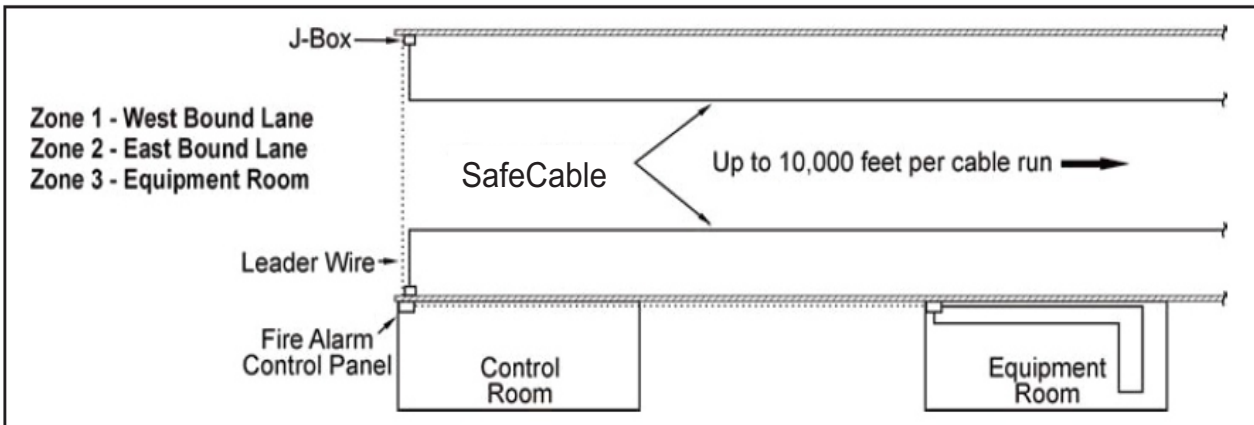 J-Box
Zone 1 - West Bound Lane
Zone 2 - East Bound Lane
Zone 3 - Equipment Room
SafeCable
Up to 10,000 feet per cable run
Leader Wire
Fire Alarm
Control Panel
Control
Room
Equipment
Room